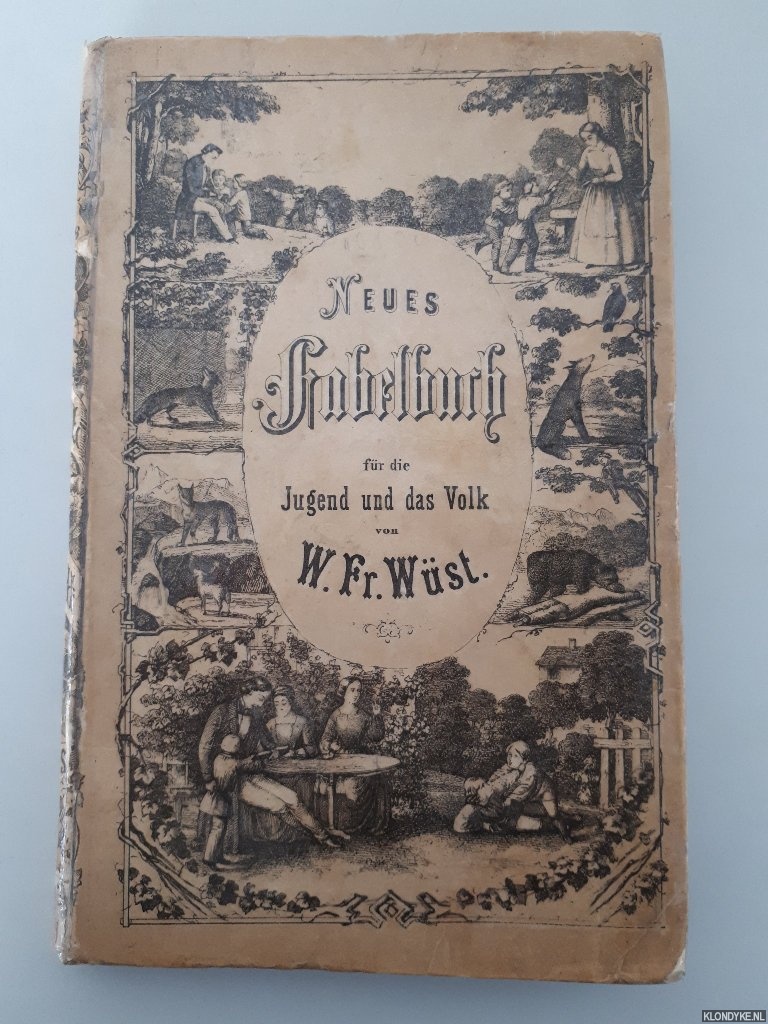 NEUES
Fabelbuch
für die
Jugend und das Volk
von
W. Fr. Wüst.
KLONDYKE.NL